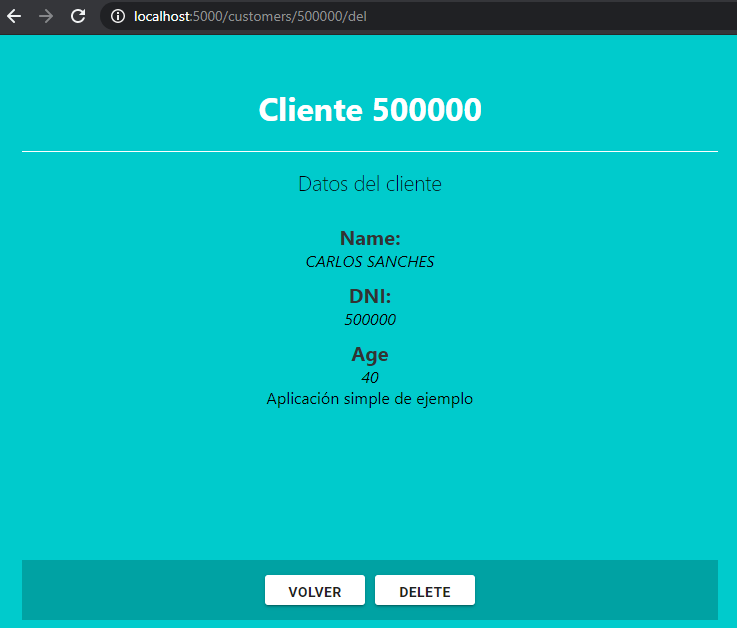 localhost:5000/customers/500000/del
Cliente 500000
Datos del cliente
Name:
CARLOS SANCHES
DNI:
500000
Age
40
Aplicación simple de ejemplo
VOLVER DELETE